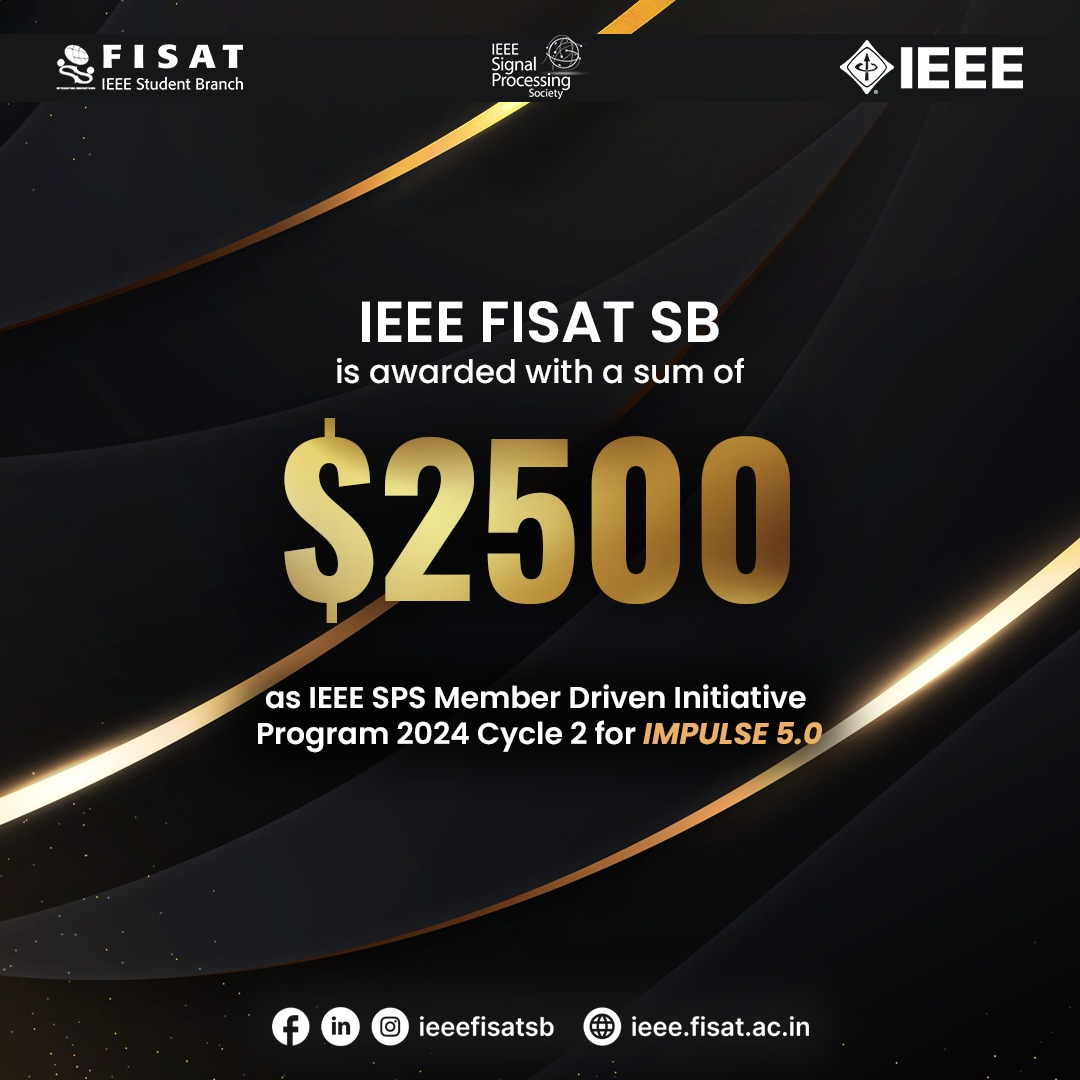 FISAT
IEEE Student Branch
IEEE
Signal
Processing
Society
IEEE
IEEE FISAT SB
is awarded with a sum of
$2500
as IEEE SPS Member Driven Initiative
Program 2024 Cycle 2 for IMPULSE 5.0
ieeefisatsb
ieee.fisat.ac.in